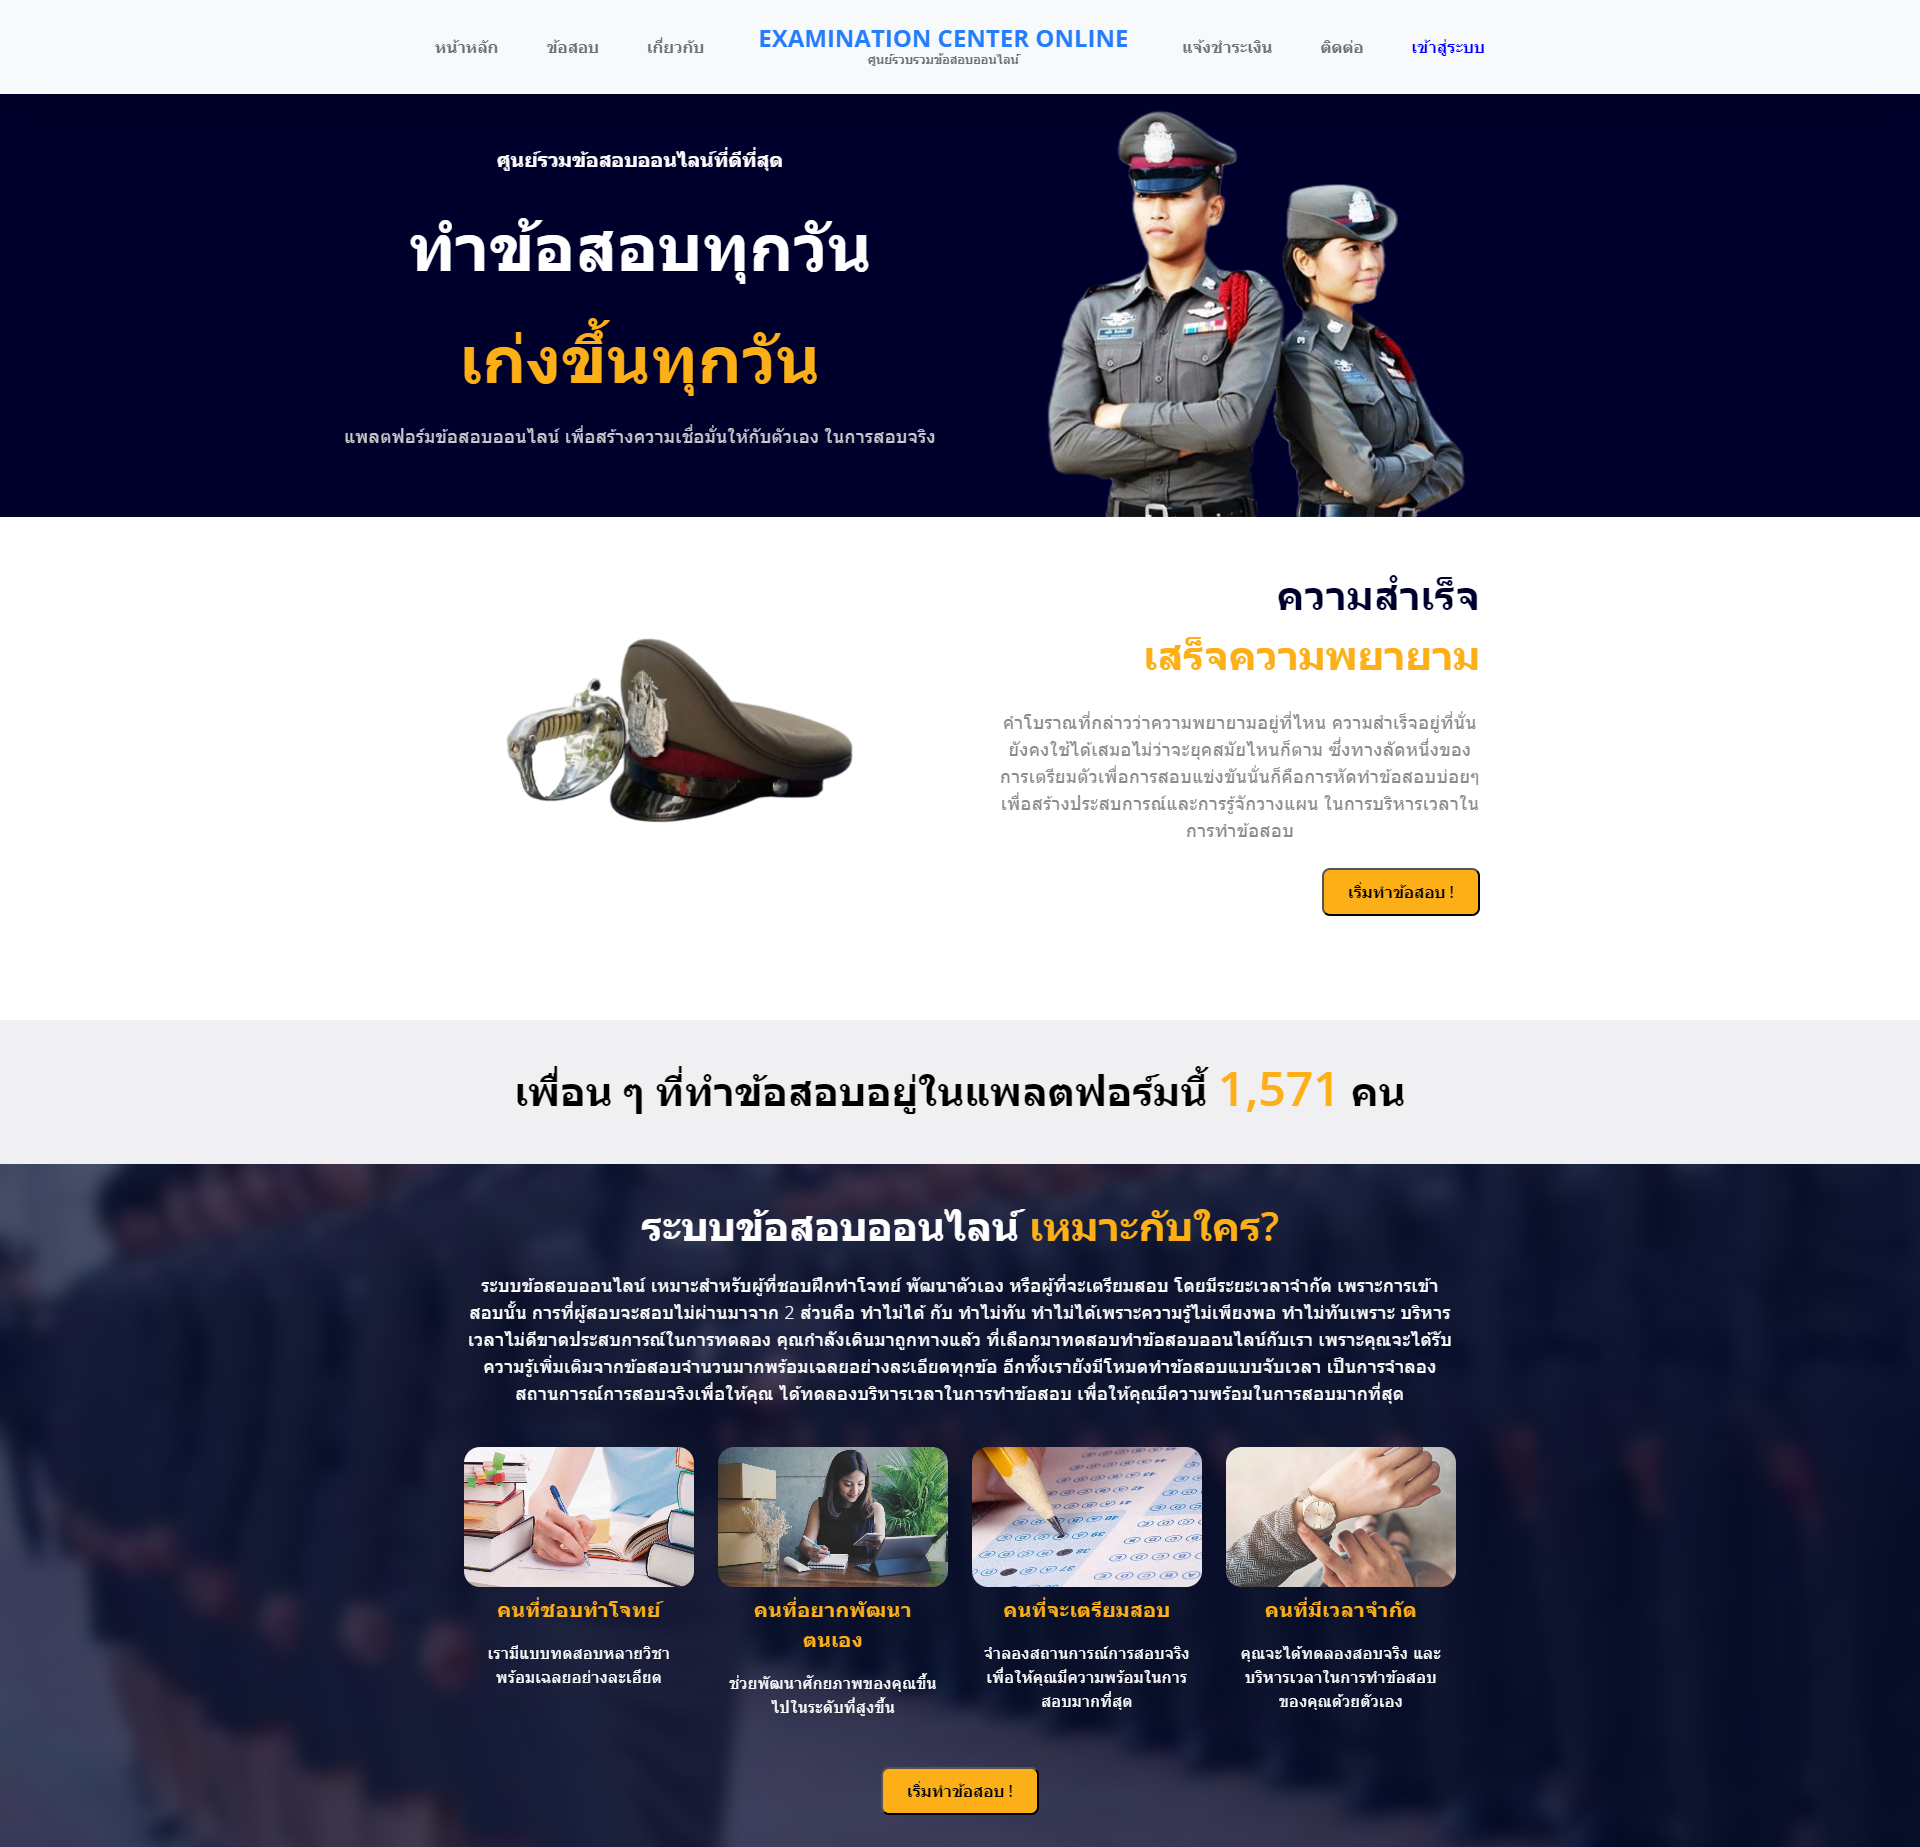 หน้าหลัก
ข้อสอบ
เกี่ยวกับ
EXAMINATION CENTER ONLINE
ศูนย์รวบรวมข้อสอบออนไลน์
แจ้งชำระเงิน
ติดต่อ
เข้าสู่ระบบ
ศูนย์รวมข้อสอบออนไลน์ที่ดีที่สุด
ทำข้อสอบทุกวัน
เก่งขึ้นทุกวัน
แพลตฟอร์มข้อสอบออนไลน์ เพื่อสร้างความเชื่อมั่นให้กับตัวเอง ในการสอบจริง
ความสำเร็จ
เสร็จความพยายาม
คำโบราณที่กล่าวว่าความพยายามอยู่ที่ไหน ความสำเร็จอยู่ที่นั่น
ยังคงใช้ได้เสมอไม่ว่าจะยุคสมัยไหนก็ตาม ซึ่งทางลัดหนึ่งของ
การเตรียมตัวเพื่อการสอบแข่งขันนั่นก็คือการหัดทำข้อสอบบ่อยๆ
เพื่อสร้างประสบการณ์และการรู้จักวางแผน ในการบริหารเวลาใน
การทำข้อสอบ
เริ่มทำข้อสอบ !
เพื่อน ๆ ที่ทำข้อสอบอยู่ในแพลตฟอร์มนี้ 1,571 คน
ระบบข้อสอบออนไลน์ เหมาะกับใคร?
ระบบข้อสอบออนไลน์ เหมาะสำหรับผู้ที่ชอบฝึกทำโจทย์ พัฒนาตัวเอง หรือผู้ที่จะเตรียมสอบ โดยมีระยะเวลาจำกัด เพราะการเข้า
สอบนั้น การที่ผู้สอบจะสอบไม่ผ่านมาจาก 2 ส่วนคือ ทำไม่ได้ กับ ทำไม่ทัน ทำไม่ได้เพราะความรู้ไม่เพียงพอ ทำไม่ทันเพราะ บริหาร
เวลาไม่ดีขาดประสบการณ์ในการทดลอง คุณกำลังเดินมาถูกทางแล้ว ที่เลือกมาทดสอบทำข้อสอบออนไลน์กับเรา เพราะคุณจะได้รับ
ความรู้เพิ่มเติมจากข้อสอบจำนวนมากพร้อมเฉลยอย่างละเอียดทุกข้อ อีกทั้งเรายังมีโหมดทำข้อสอบแบบจับเวลา เป็นการจำลอง
สถานการณ์การสอบจริงเพื่อให้คุณ ได้ทดลองบริหารเวลาในการทำข้อสอบ เพื่อให้คุณมีความพร้อมในการสอบมากที่สุด
คนที่ชอบทำโจทย์
เรามีแบบทดสอบหลายวิชา
พร้อมเฉลยอย่างละเอียด
คนที่อยากพัฒนา
ตนเอง
ช่วยพัฒนาศักยภาพของคุณขึ้น
ไปในระดับที่สูงขึ้น
คนที่จะเตรียมสอบ
จำลองสถานการณ์การสอบจริง
เพื่อให้คุณมีความพร้อมในการ
สอบมากที่สุด
คนที่มีเวลาจำกัด
คุณจะได้ทดลองสอบจริง และ
บริหารเวลาในการทำข้อสอบ
ของคุณด้วยตัวเอง
เริ่มทำข้อสอบ !